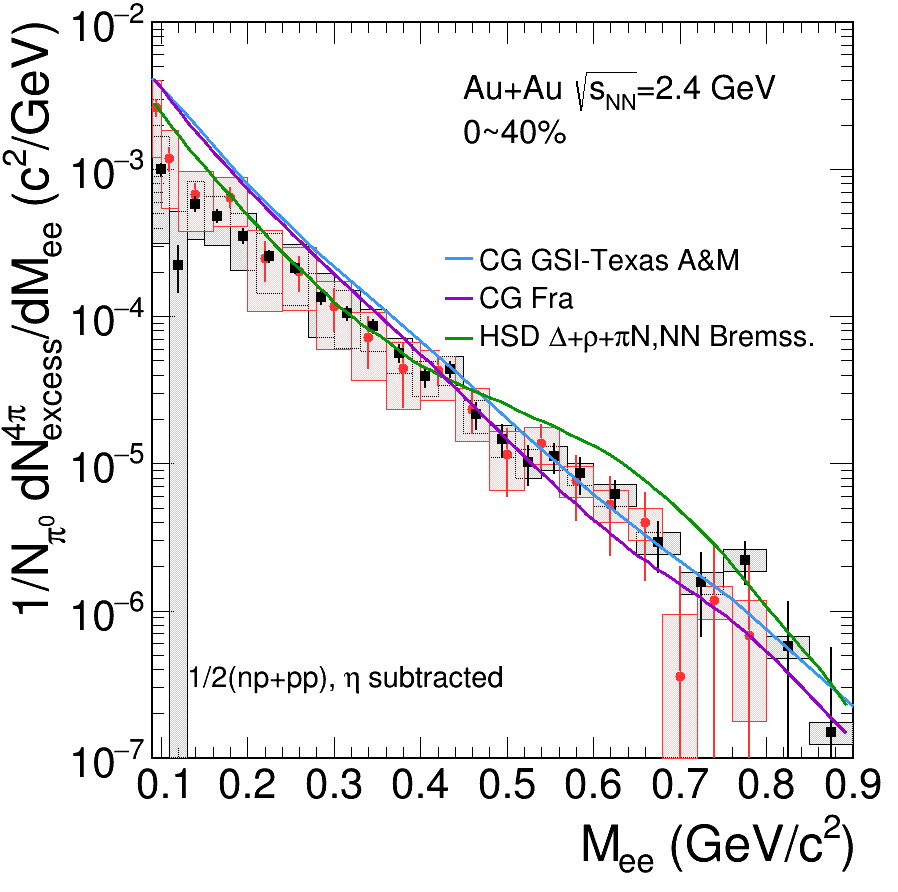 10⁻²
10⁻³
10⁻⁴
10⁻⁵
10⁻⁶
10⁻⁷
1/N_π⁰ dN^4π_excess/dM_ee (c²/GeV)
Au+Au √s_NN=2.4 GeV
0~40%
CG GSI-Texas A&M
CG Fra
HSD Δ+ρ+πN,NN Bremss.
1/2(np+pp), η subtracted
0.1 0.2 0.3 0.4 0.5 0.6 0.7 0.8 0.9
M_ee (GeV/c²)